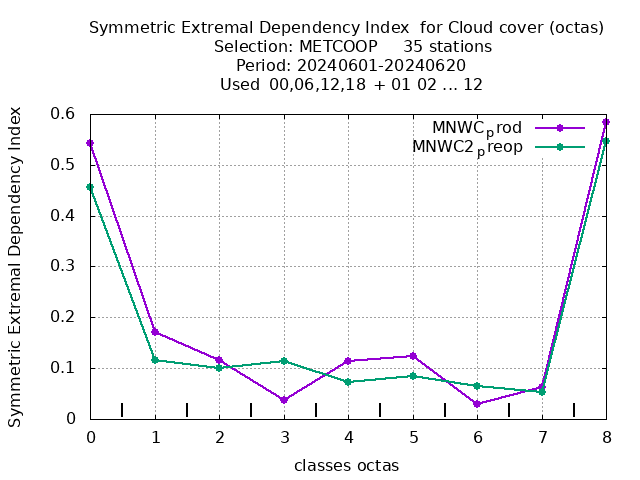 Symmetric Extremal Dependency Index for Cloud cover (octas)
Selection: METCOOP 35 stations
Period: 20240601-20240620
Used 00,06,12,18 + 01 02 ... 12
Symmetric Extremal Dependency Index
0.6
0.5
0.4
0.3
0.2
0.1
0
MNWCprod
MNWC2preop
0 1 2 3 4 5 6 7 8
classes octas